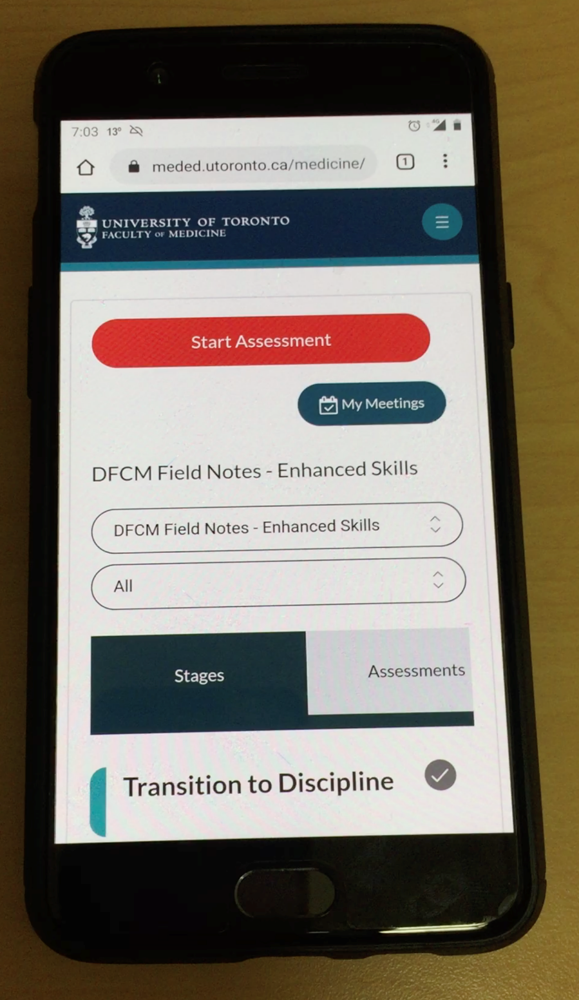 7:03 13° 4G
meded.utoronto.ca/medicine/ 1
UNIVERSITY OF TORONTO
FACULTY OF MEDICINE
Start Assessment
My Meetings
DFCM Field Notes - Enhanced Skills
DFCM Field Notes - Enhanced Skills
All
Stages Assessments
Transition to Discipline